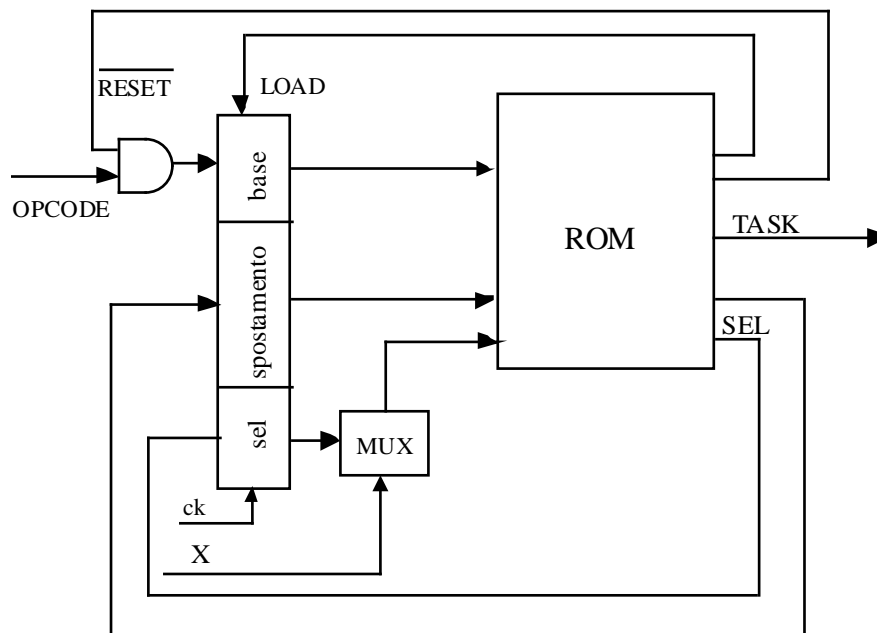 RESET
LOAD
OPCODE
base
ROM
TASK
spostamento
SEL
sel
MUX
ck
X